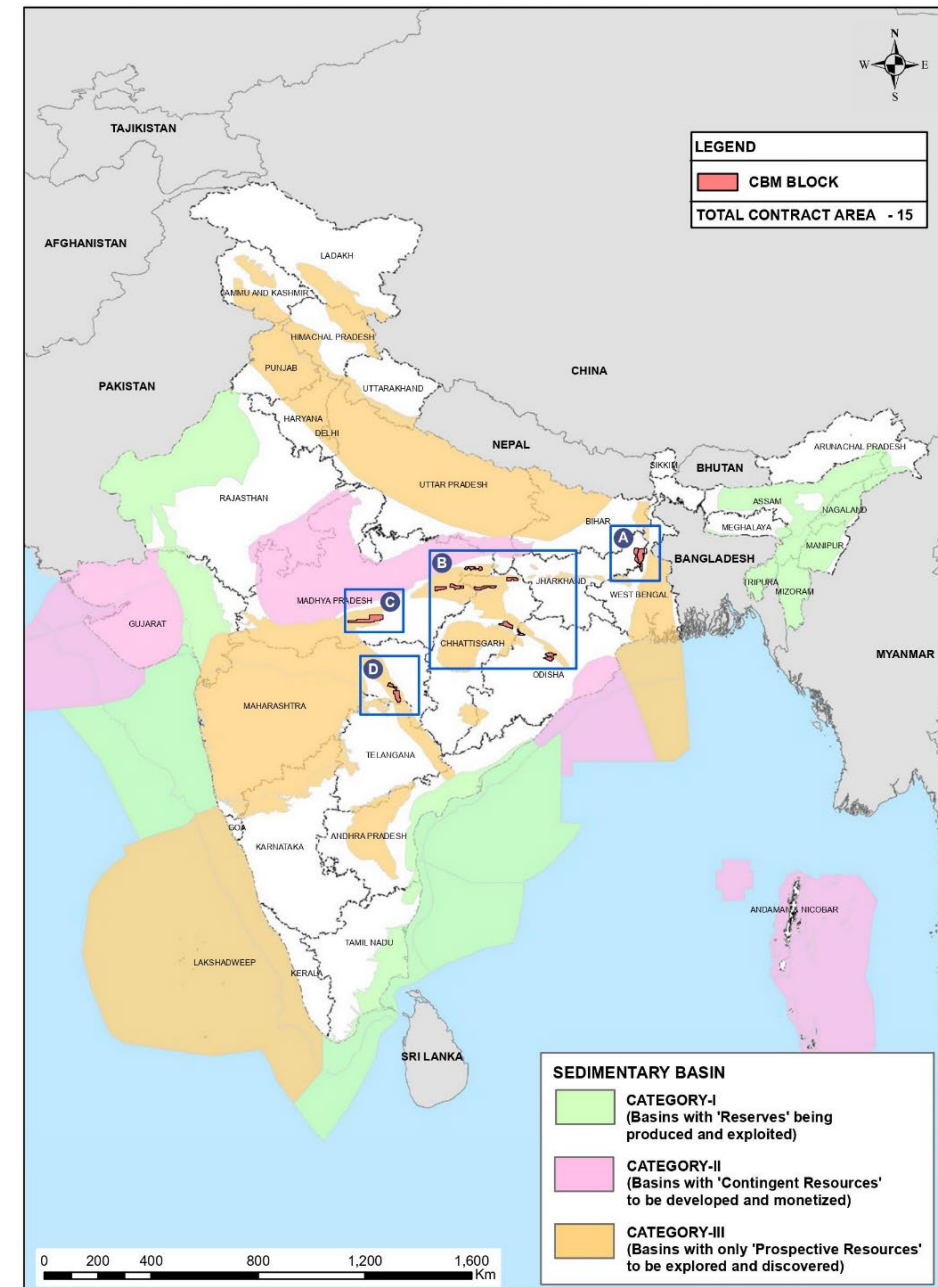 N
W E
S
TAJIKISTAN
LEGEND
CBM BLOCK
TOTAL CONTRACT AREA - 15
AFGHANISTAN
LADAKH
AMMU AND KASHMIR
HIMACHAL PRADESH
PUNJAB
CHINA
PAKISTAN
UTTARAKHAND
HARYANA
DELHI
NEPAL
ARUNACHAL PRADESH
SIKKIM
BHUTAN
UTTAR PRADESH
RAJASTHAN
ASSAM
NAGALAND
BIHAR
MEGHALAYA
A
MANIPUR
BANGLADESH
B
JHARKHAND
TRIPURA
MIZORAM
WEST BENGAL
MADHYA PRADESH
C
GUJARAT
CHHATTISGARH
MYANMAR
D
ODISHA
MAHARASHTRA
TELANGANA
GOA
ANDHRA PRADESH
KARNATAKA
ANDAMAN & NICOBAR
TAMIL NADU
LAKSHADWEEP
KERALA
SRI LANKA
SEDIMENTARY BASIN
CATEGORY-I
(Basins with 'Reserves' being
produced and exploited)
CATEGORY-II
(Basins with 'Contingent Resources'
to be developed and monetized)
CATEGORY-III
(Basins with only 'Prospective Resources'
to be explored and discovered)
0 200 400 800 1,200 1,600
Km